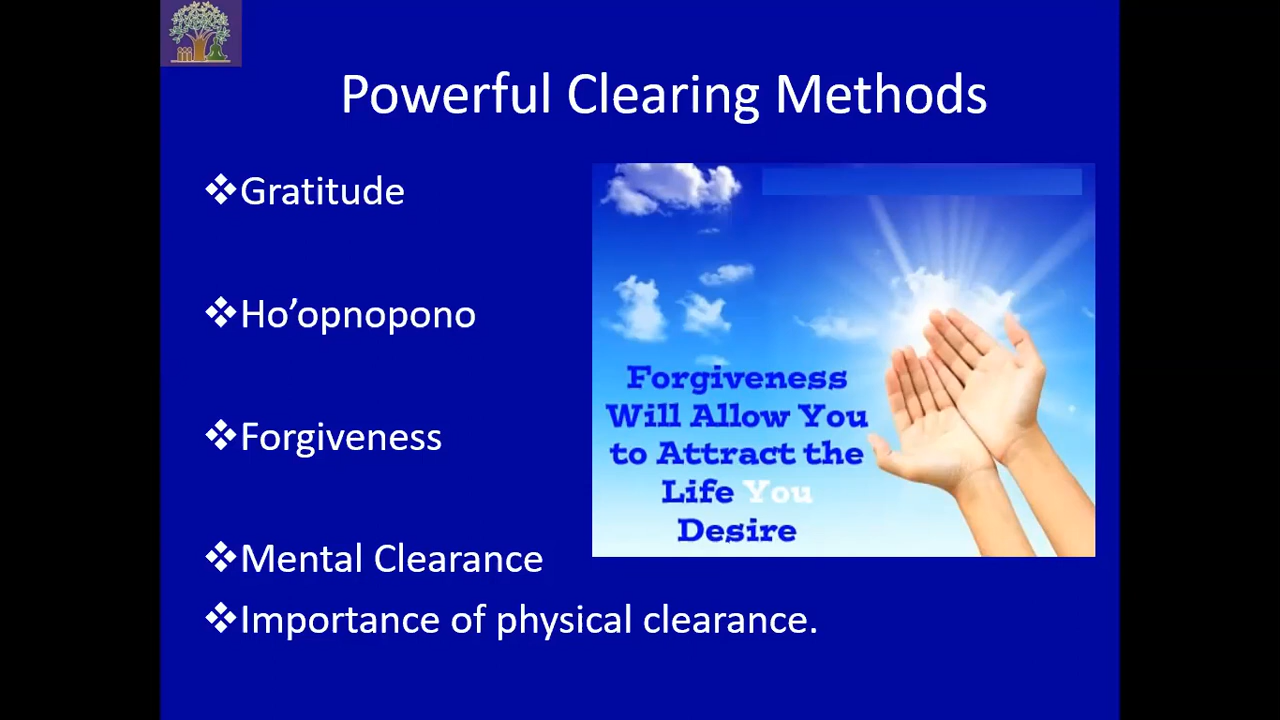 Powerful Clearing Methods
❖Gratitude
❖Ho’opnopono
❖Forgiveness
❖Mental Clearance
❖Importance of physical clearance.
Forgiveness
Will Allow You
to Attract the
Life You
Desire